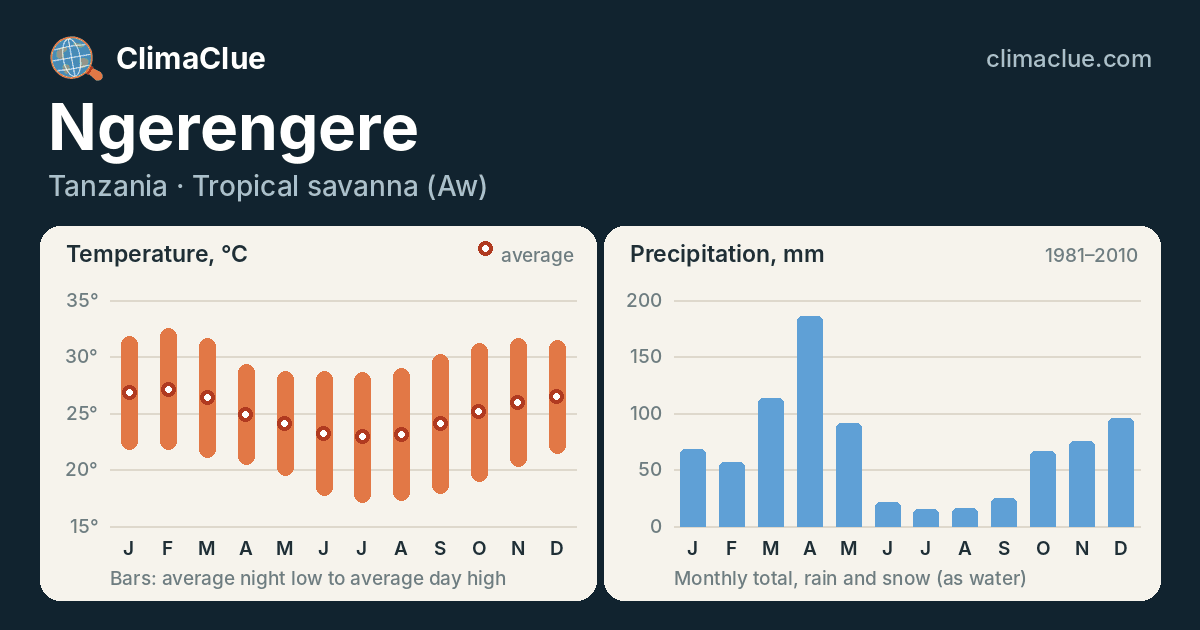 ClimaClue
climaclue.com
Ngerengere
Tanzania · Tropical savanna (Aw)
Temperature, °C
average
35°
30°
25°
20°
15°
J F M A M J J A S O N D
Bars: average night low to average day high
Precipitation, mm
1981–2010
200
150
100
50
0
J F M A M J J A S O N D
Monthly total, rain and snow (as water)